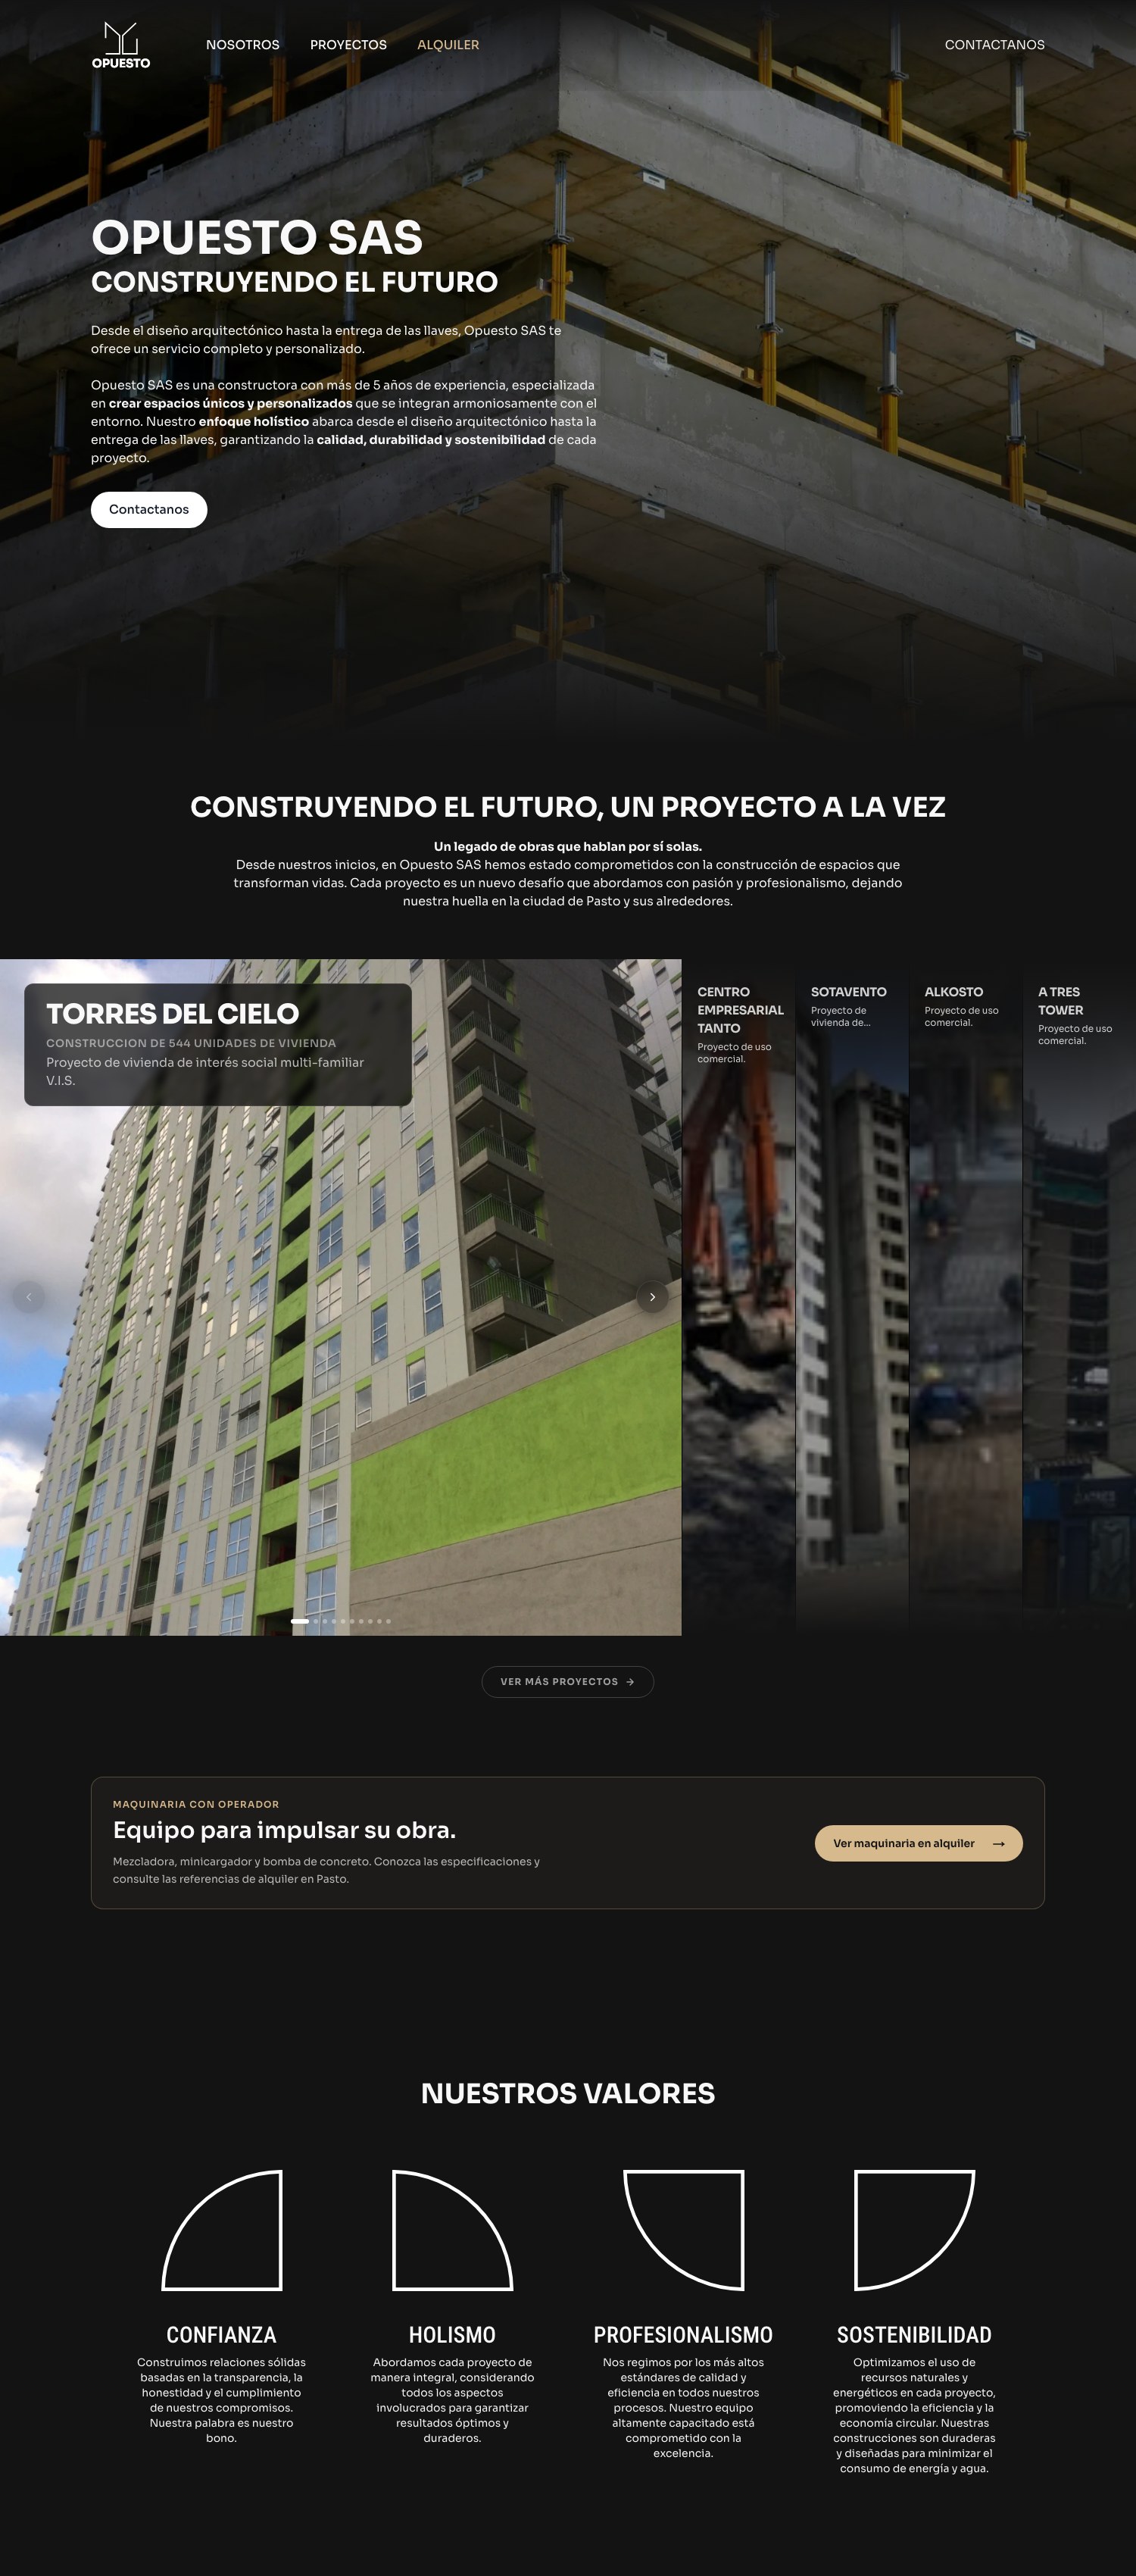 OPUESTO
NOSOTROS
PROYECTOS
ALQUILER
CONTACTANOS
OPUESTO SAS
CONSTRUYENDO EL FUTURO
Desde el diseño arquitectónico hasta la entrega de las llaves, Opuesto SAS te
ofrece un servicio completo y personalizado.
Opuesto SAS es una constructora con más de 5 años de experiencia, especializada
en crear espacios únicos y personalizados que se integran armoniosamente con el
entorno. Nuestro enfoque holístico abarca desde el diseño arquitectónico hasta la
entrega de las llaves, garantizando la calidad, durabilidad y sostenibilidad de cada
proyecto.
Contactanos
CONSTRUYENDO EL FUTURO, UN PROYECTO A LA VEZ
Un legado de obras que hablan por sí solas.
Desde nuestros inicios, en Opuesto SAS hemos estado comprometidos con la construcción de espacios que
transforman vidas. Cada proyecto es un nuevo desafío que abordamos con pasión y profesionalismo, dejando
nuestra huella en la ciudad de Pasto y sus alrededores.
TORRES DEL CIELO
CONSTRUCCION DE 544 UNIDADES DE VIVIENDA
Proyecto de vivienda de interés social multi-familiar
V.I.S.
CENTRO
EMPRESARIAL
TANTO
Proyecto de uso
comercial.
SOTAVENTO
Proyecto de
vivienda de...
ALKOSTO
Proyecto de uso
comercial.
A TRES
TOWER
Proyecto de uso
comercial.
VER MÁS PROYECTOS →
MAQUINARIA CON OPERADOR
Equipo para impulsar su obra.
Mezcladora, minicargador y bomba de concreto. Conozca las especificaciones y
consulte las referencias de alquiler en Pasto.
Ver maquinaria en alquiler →
NUESTROS VALORES
CONFIANZA
Construimos relaciones sólidas
basadas en la transparencia, la
honestidad y el cumplimiento
de nuestros compromisos.
Nuestra palabra es nuestro
bono.
HOLISMO
Abordamos cada proyecto de
manera integral, considerando
todos los aspectos
involucrados para garantizar
resultados óptimos y
duraderos.
PROFESIONALISMO
Nos regimos por los más altos
estándares de calidad y
eficiencia en todos nuestros
procesos. Nuestro equipo
altamente capacitado está
comprometido con la
excelencia.
SOSTENIBILIDAD
Optimizamos el uso de
recursos naturales y
energéticos en cada proyecto,
promoviendo la eficiencia y la
economía circular. Nuestras
construcciones son duraderas
y diseñadas para minimizar el
consumo de energía y agua.